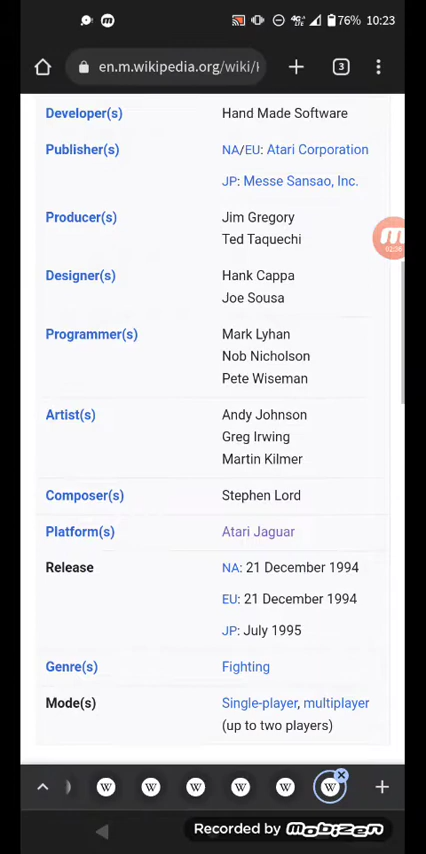 4G
76% 10:23
en.m.wikipedia.org/wiki/
3
Developer(s) Hand Made Software
Publisher(s) NA/EU: Atari Corporation
JP: Messe Sansao, Inc.
Producer(s) Jim Gregory
Ted Taquechi
02:06
Designer(s) Hank Cappa
Joe Sousa
Programmer(s) Mark Lyhan
Nob Nicholson
Pete Wiseman
Artist(s) Andy Johnson
Greg Irwing
Martin Kilmer
Composer(s) Stephen Lord
Platform(s) Atari Jaguar
Release NA: 21 December 1994
EU: 21 December 1994
JP: July 1995
Genre(s) Fighting
Mode(s) Single-player, multiplayer
(up to two players)
W W W W W W
Recorded by mobizen